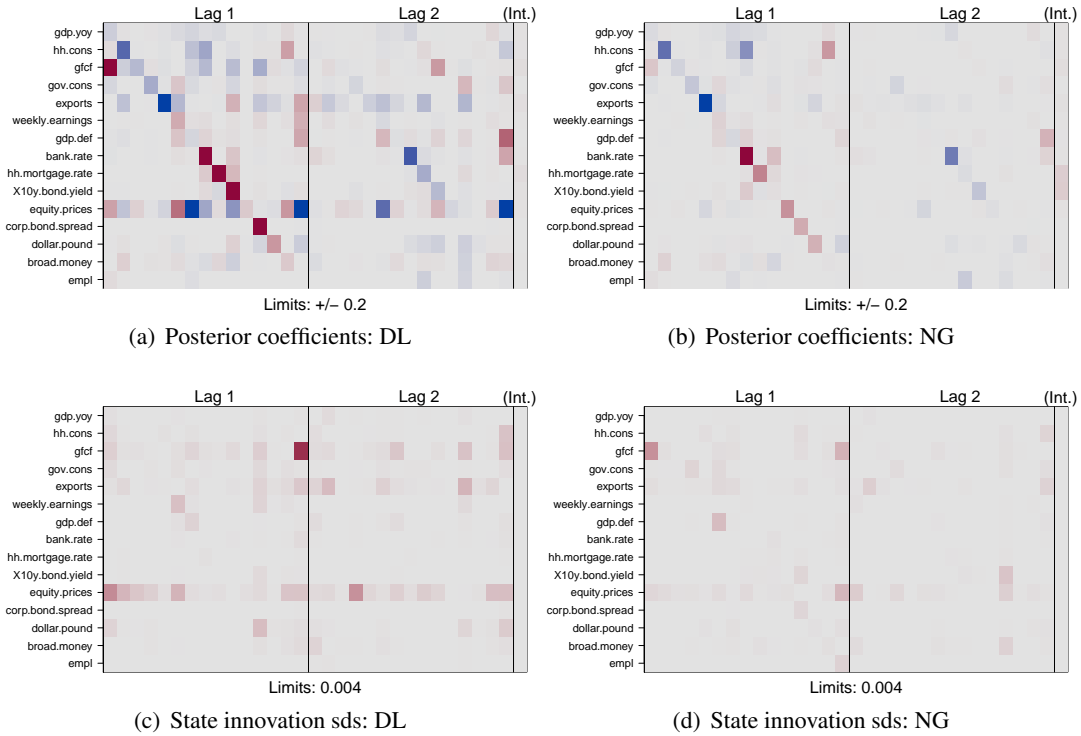 Lag 1 Lag 2 (Int.)
gdp.yoy
hh.cons
gfcf
gov.cons
exports
weekly.earnings
gdp.def
bank.rate
hh.mortgage.rate
X10y.bond.yield
equity.prices
corp.bond.spread
dollar.pound
broad.money
empl
Limits: +/− 0.2
(a) Posterior coefficients: DL
Lag 1 Lag 2 (Int.)
gdp.yoy
hh.cons
gfcf
gov.cons
exports
weekly.earnings
gdp.def
bank.rate
hh.mortgage.rate
X10y.bond.yield
equity.prices
corp.bond.spread
dollar.pound
broad.money
empl
Limits: +/− 0.2
(b) Posterior coefficients: NG
Lag 1 Lag 2 (Int.)
gdp.yoy
hh.cons
gfcf
gov.cons
exports
weekly.earnings
gdp.def
bank.rate
hh.mortgage.rate
X10y.bond.yield
equity.prices
corp.bond.spread
dollar.pound
broad.money
empl
Limits: 0.004
(c) State innovation sds: DL
Lag 1 Lag 2 (Int.)
gdp.yoy
hh.cons
gfcf
gov.cons
exports
weekly.earnings
gdp.def
bank.rate
hh.mortgage.rate
X10y.bond.yield
equity.prices
corp.bond.spread
dollar.pound
broad.money
empl
Limits: 0.004
(d) State innovation sds: NG